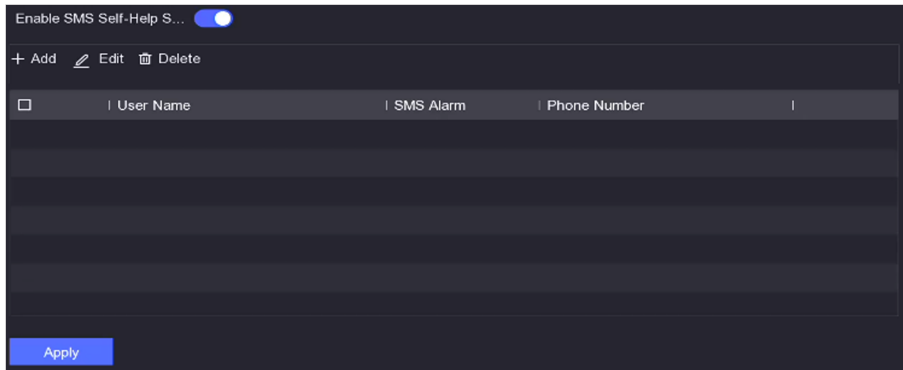 Enable SMS Self-Help S...
Add Edit Delete
User Name SMS Alarm Phone Number
Apply